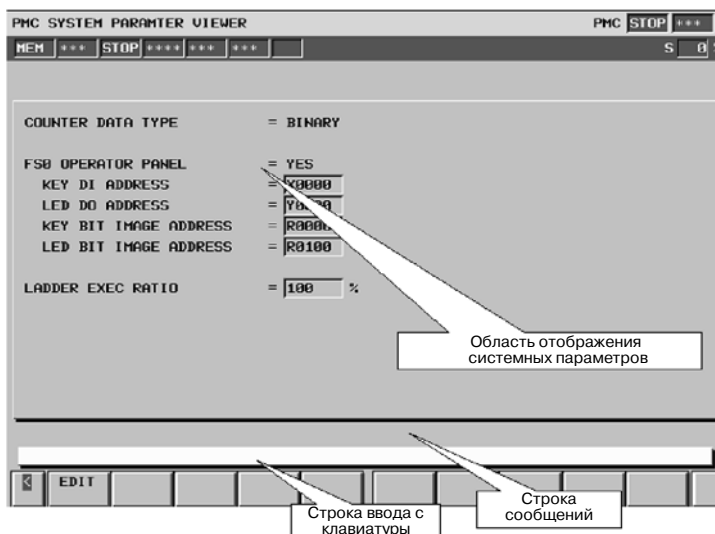 PMC SYSTEM PARAMTER VIEWER PMC STOP ***
MEM *** STOP **** *** *** S 0
COUNTER DATA TYPE = BINARY
FS0 OPERATOR PANEL = YES
KEY DI ADDRESS = X0000
LED DO ADDRESS =
KEY BIT IMAGE ADDRESS = R0000
LED BIT IMAGE ADDRESS = R0100
LADDER EXEC RATIO = 100 %
Область отображения
системных параметров
< EDIT
Строка ввода с
клавиатуры
Строка
сообщений